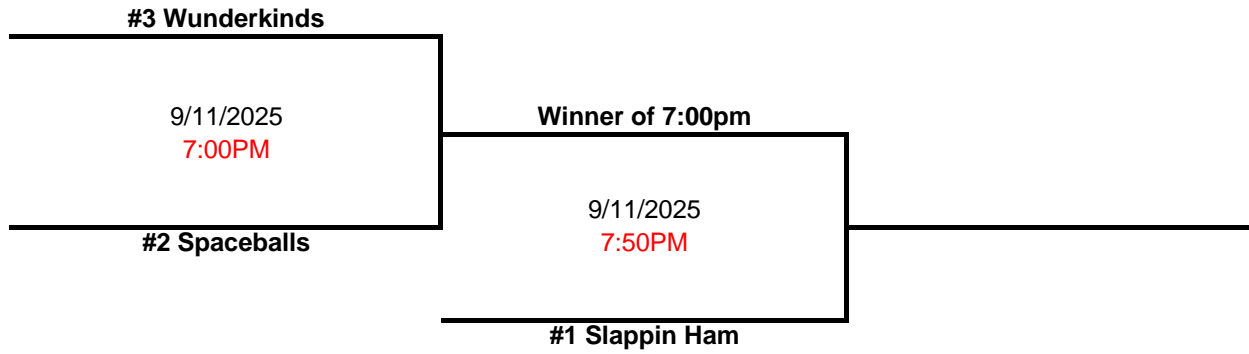 #3 Wunderkinds
9/11/2025
7:00PM
#2 Spaceballs
Winner of 7:00pm
9/11/2025
7:50PM
#1 Slappin Ham